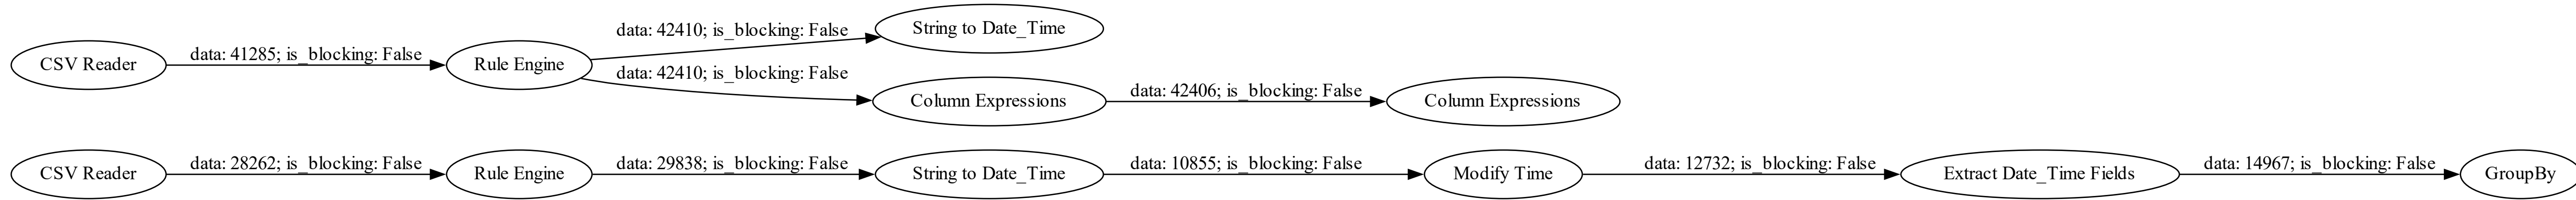 data: 42410; is_blocking: False
String to Date_Time
CSV Reader
data: 41285; is_blocking: False
Rule Engine
data: 42410; is_blocking: False
Column Expressions
data: 42406; is_blocking: False
Column Expressions
CSV Reader
data: 28262; is_blocking: False
Rule Engine
data: 29838; is_blocking: False
String to Date_Time
data: 10855; is_blocking: False
Modify Time
data: 12732; is_blocking: False
Extract Date_Time Fields
data: 14967; is_blocking: False
GroupBy